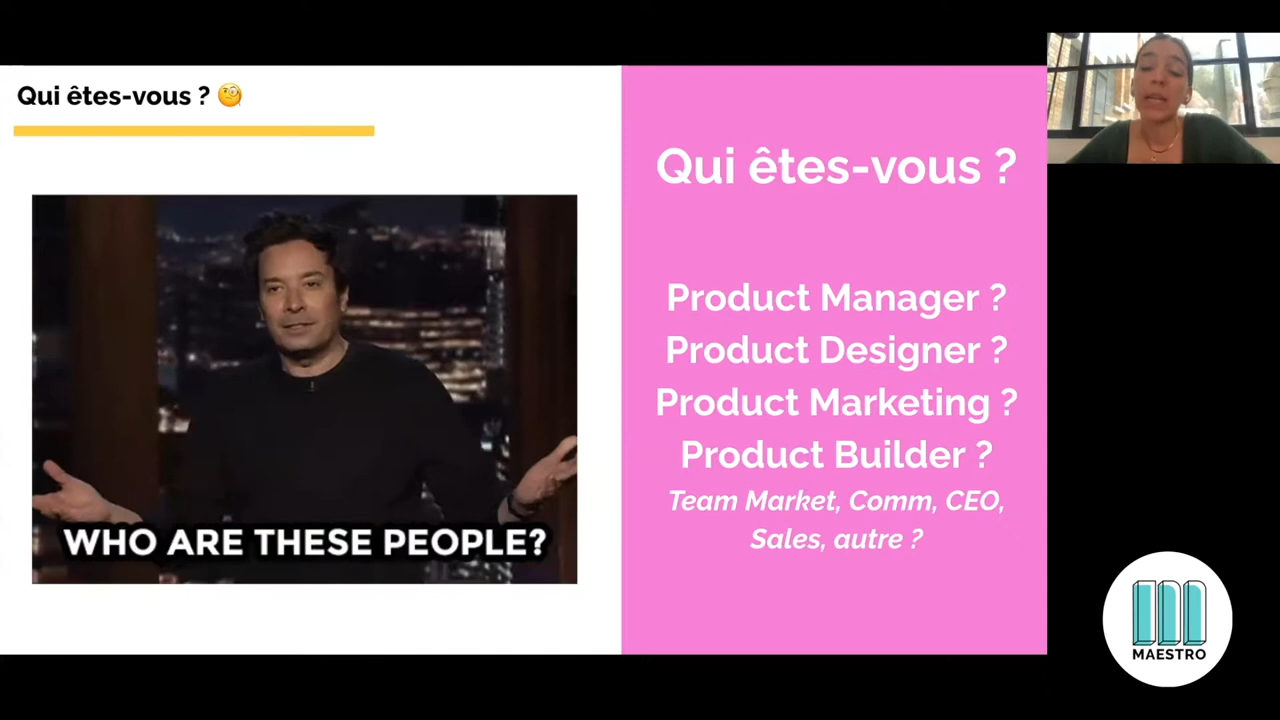 Qui êtes-vous ? 🧐
WHO ARE THESE PEOPLE?
Qui êtes-vous ?
Product Manager ?
Product Designer ?
Product Marketing ?
Product Builder ?
Team Market, Comm, CEO,
Sales, autre ?
MAESTRO